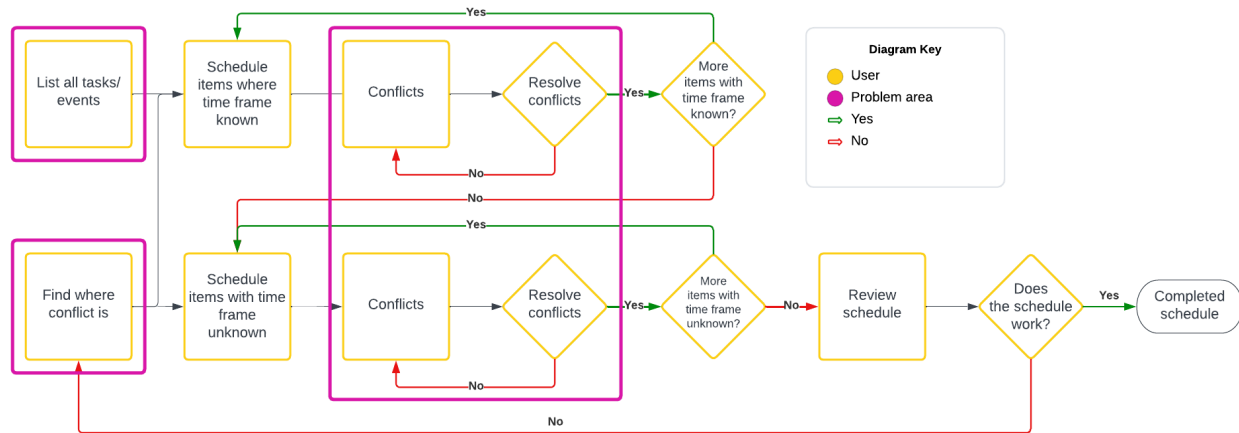 Yes
List all tasks/
events
Schedule
items where
time frame
known
Conflicts
Resolve
conflicts
Yes
More
items with
time frame
known?
No
No
Diagram Key
User
Problem area
Yes
No
Yes
Find where
conflict is
Schedule
items with time
frame
unknown
Conflicts
Resolve
conflicts
Yes
More
items with
time frame
unknown?
No
No
Review
schedule
Does
the schedule
work?
Yes
Completed
schedule
No